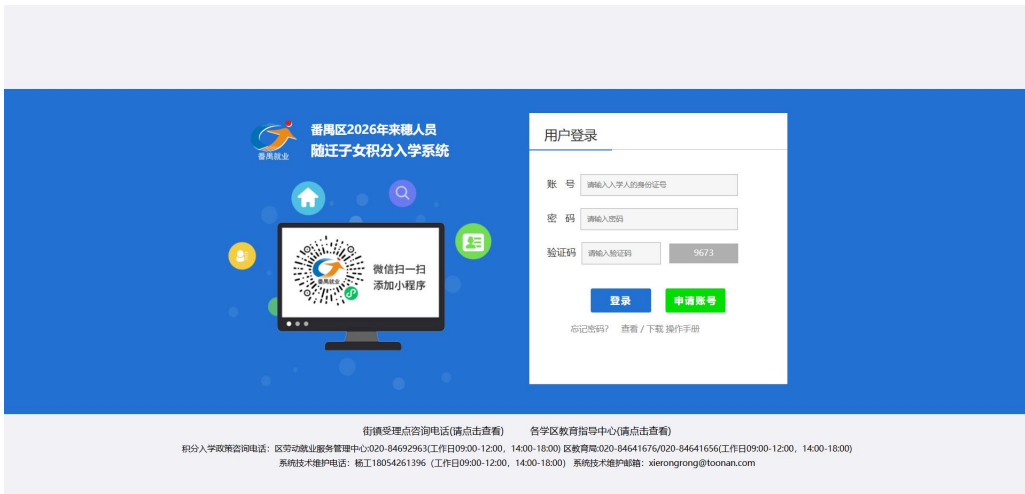 番禺区2026年来穗人员
随迁子女积分入学系统
番禺就业
微信扫一扫
添加小程序
番禺就业
用户登录
账 号 请输入入学人的身份证号
密 码 请输入密码
验证码 请输入验证码 9673
登录 申请账号
忘记密码? 查看 / 下载 操作手册
街镇受理点咨询电话(请点击查看) 各学区教育指导中心(请点击查看)
积分入学政策咨询电话：区劳动就业服务管理中心:020-84692963(工作日09:00-12:00，14:00-18:00) 区教育局:020-84641676/020-84641656(工作日09:00-12:00，14:00-18:00)
系统技术维护电话：杨工18054261396（工作日09:00-12:00，14:00-18:00） 系统技术维护邮箱：xierongrong@toonan.com